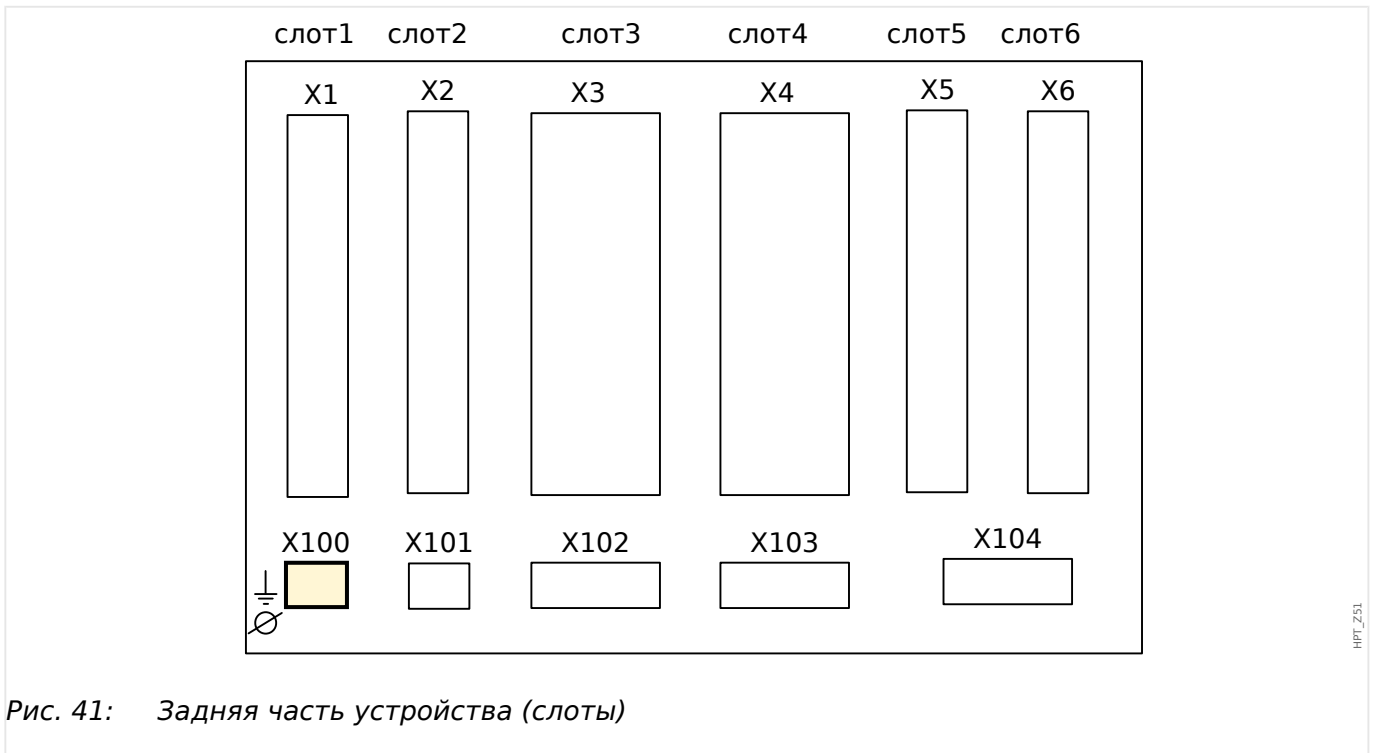 слот1 слот2 слот3 слот4 слот5 слот6
X1 X2 X3 X4 X5 X6
X100 X101 X102 X103 X104
HPT_Z51
Рис. 41: Задняя часть устройства (слоты)